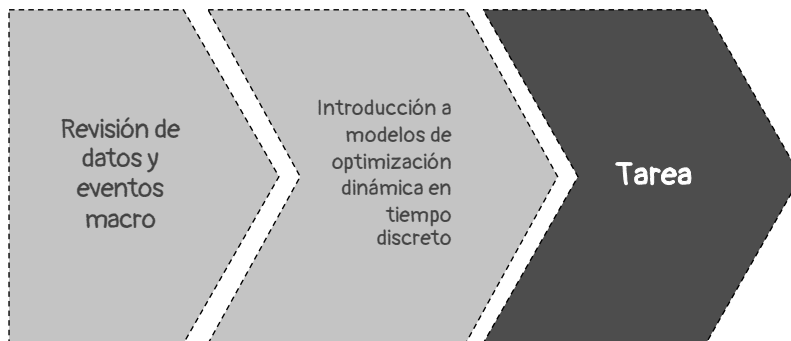 Revisión de
datos y
eventos
macro
Introducción a
modelos de
optimización
dinámica en
tiempo
discreto
Tarea